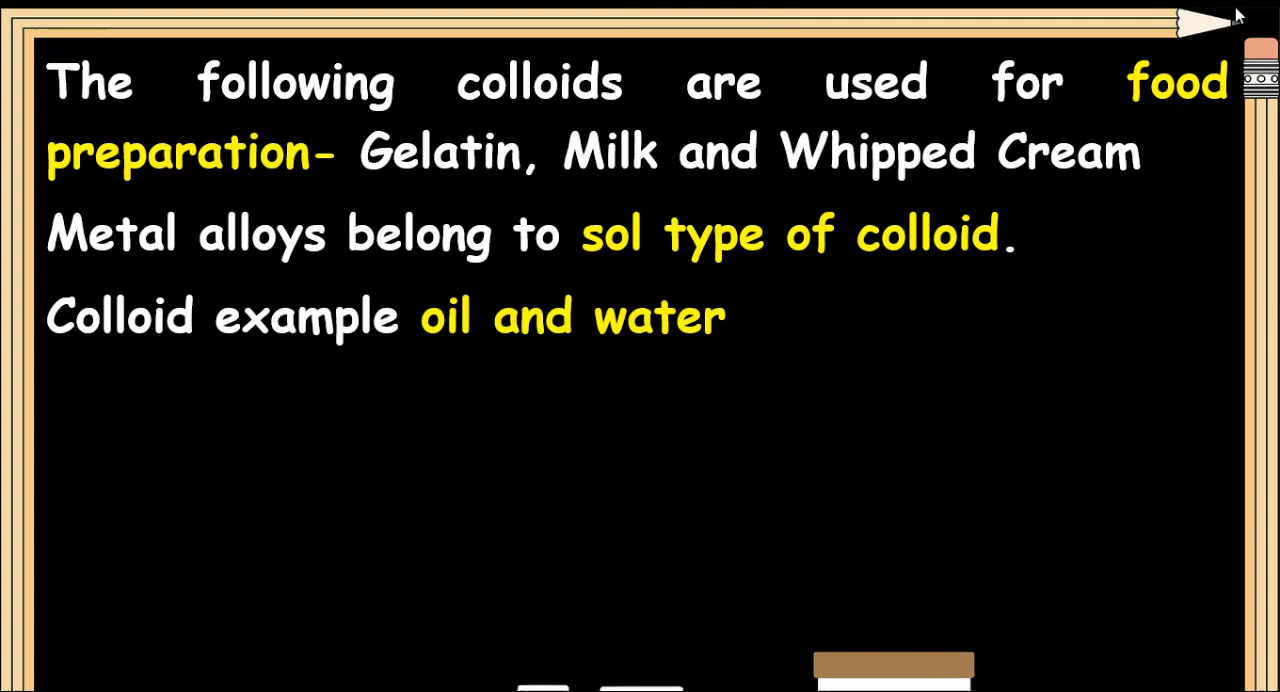 The following colloids are used for food
preparation- Gelatin, Milk and Whipped Cream
Metal alloys belong to sol type of colloid.
Colloid example oil and water